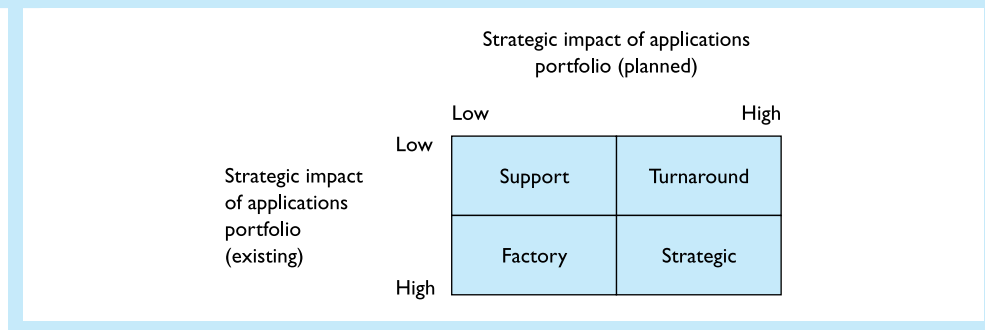 Strategic impact of applications
portfolio (planned)
Low High
Low
Support Turnaround
Strategic impact
of applications
portfolio
(existing)
Factory Strategic
High